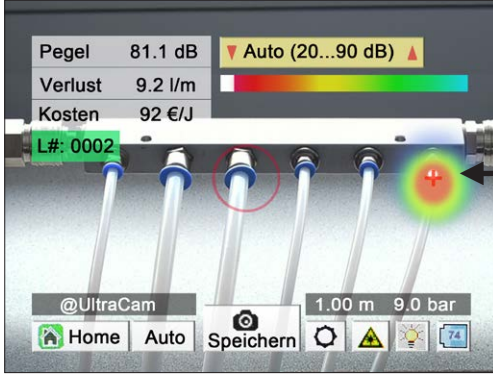 Pegel 81.1 dB
▼ Auto (20...90 dB) ▲
Verlust 9.2 l/m
Kosten 92 €/J
L#: 0002
@UltraCam
1.00 m 9.0 bar
Home
Auto
Speichern
74